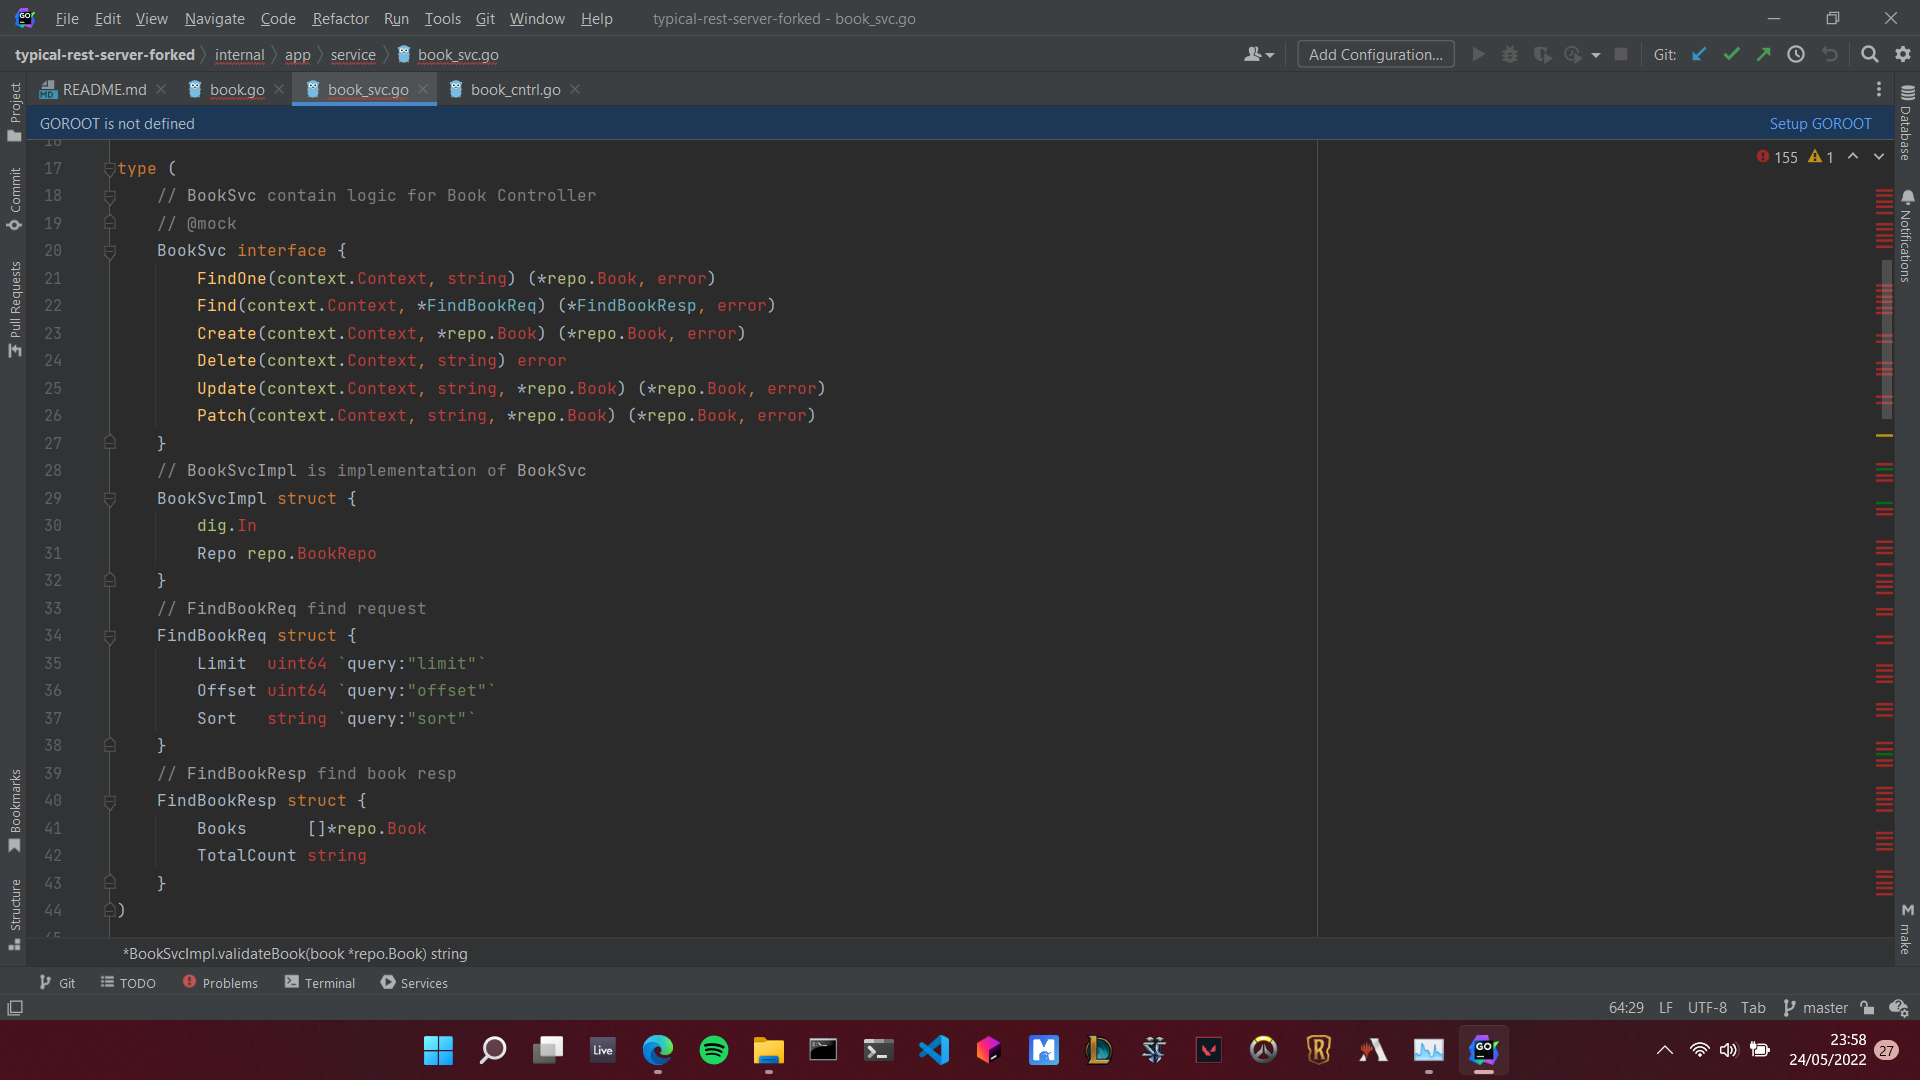 File Edit View Navigate Code Refactor Run Tools Git Window Help typical-rest-server-forked - book_svc.go
typical-rest-server-forked internal app service book_svc.go Add Configuration... Git:
README.md book.go book_svc.go book_cntrl.go
GOROOT is not defined Setup GOROOT
155 1
16
17 type (
18 // BookSvc contain logic for Book Controller
19 // @mock
20 BookSvc interface {
21 FindOne(context.Context, string) (*repo.Book, error)
22 Find(context.Context, *FindBookReq) (*FindBookResp, error)
23 Create(context.Context, *repo.Book) (*repo.Book, error)
24 Delete(context.Context, string) error
25 Update(context.Context, string, *repo.Book) (*repo.Book, error)
26 Patch(context.Context, string, *repo.Book) (*repo.Book, error)
27 }
28 // BookSvcImpl is implementation of BookSvc
29 BookSvcImpl struct {
30 dig.In
31 Repo repo.BookRepo
32 }
33 // FindBookReq find request
34 FindBookReq struct {
35 Limit  uint64 `query:"limit"`
36 Offset uint64 `query:"offset"`
37 Sort   string `query:"sort"`
38 }
39 // FindBookResp find book resp
40 FindBookResp struct {
41 Books      []*repo.Book
42 TotalCount string
43 }
44 )
45
*BookSvcImpl.validateBook(book *repo.Book) string
Project
Commit
Pull Requests
Bookmarks
Structure
Database
Notifications
make
Git TODO Problems Terminal Services
64:29 LF UTF-8 Tab master
Live
GO
23:58
24/05/2022 27